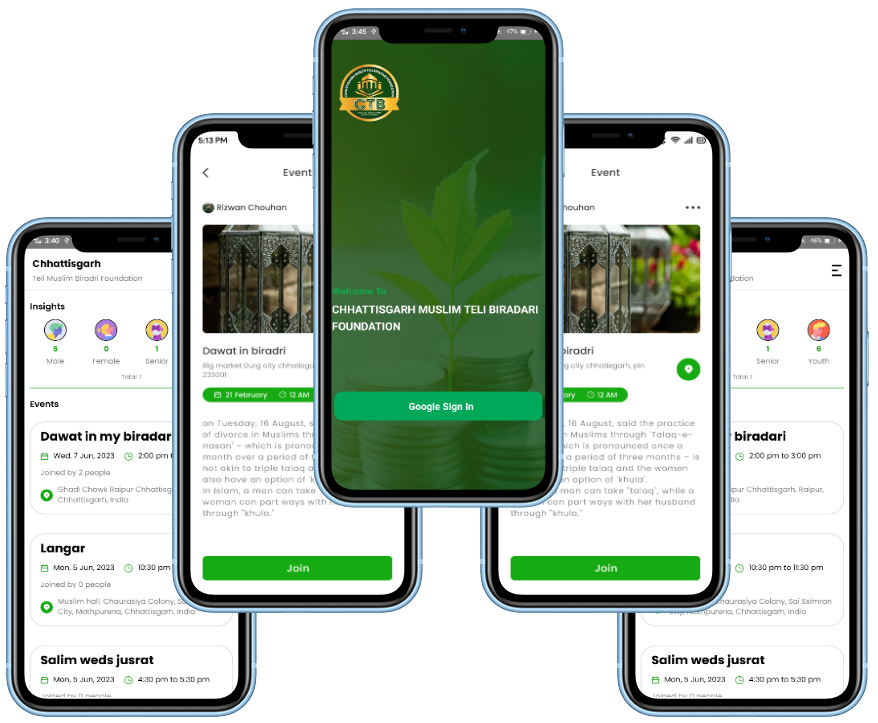 3:45
47%
CTB
Welcome To
CHHATTISGARH MUSLIM TELI BIRADARI
FOUNDATION
Google Sign In
5:13 PM
Event
Rizwan Chouhan
Dawat in biradri
Big market Durg city chhattisg
233001
21 February
12 AM
on Tuesday, 16 August, s
of divorce in Muslims thr
Hasan' – which is pronou
month over a period of t
not akin to triple talaq a
also have an option of 'k
In Islam, a man can take
woman con part ways with h
through "khula."
Join
Event
houhan
biradri
g city chhattisgarh, pin
ary
12 AM
, 16 August, said the practice
n Muslims through 'Talaq-e-
hich is pronounced once a
a period of three months – is
triple talaq and the women
n option of 'khula'.
man can take "talaq", while a
con part ways with her husband
through "khula."
Join
3:40
Chhattisgarh
Teli Muslim Biradri Foundation
Insights
6
0
1
Male
Female
Senior
Total 7
Events
Dawat in my biradar
Wed, 7 Jun, 2023
2:00 pm t
Joined by 2 people
Ghadi Chowk Raipur Chhattisg
Chhattisgarh, India
Langar
Mon, 5 Jun, 2023
10:30 pm
Joined by 0 people
Muslim hall, Chaurasiya Colony, Sa
City, Mathpurena, Chhattisgarh, India
Salim weds jusrat
Mon, 5 Jun, 2023
4:30 pm to 5:30 pm
Joined by 0 people
46%
dation
1
6
Senior
Youth
Total 7
biradari
2:00 pm to 3:00 pm
pur Chhattisgarh, Raipur,
Chhattisgarh, India
10:30 pm to 11:30 pm
haurasiya Colony, Sai Ssimran
City, Mathpurena, Chhattisgarh, India
Salim weds jusrat
Mon, 5 Jun, 2023
4:30 pm to 5:30 pm
Joined by 0 people